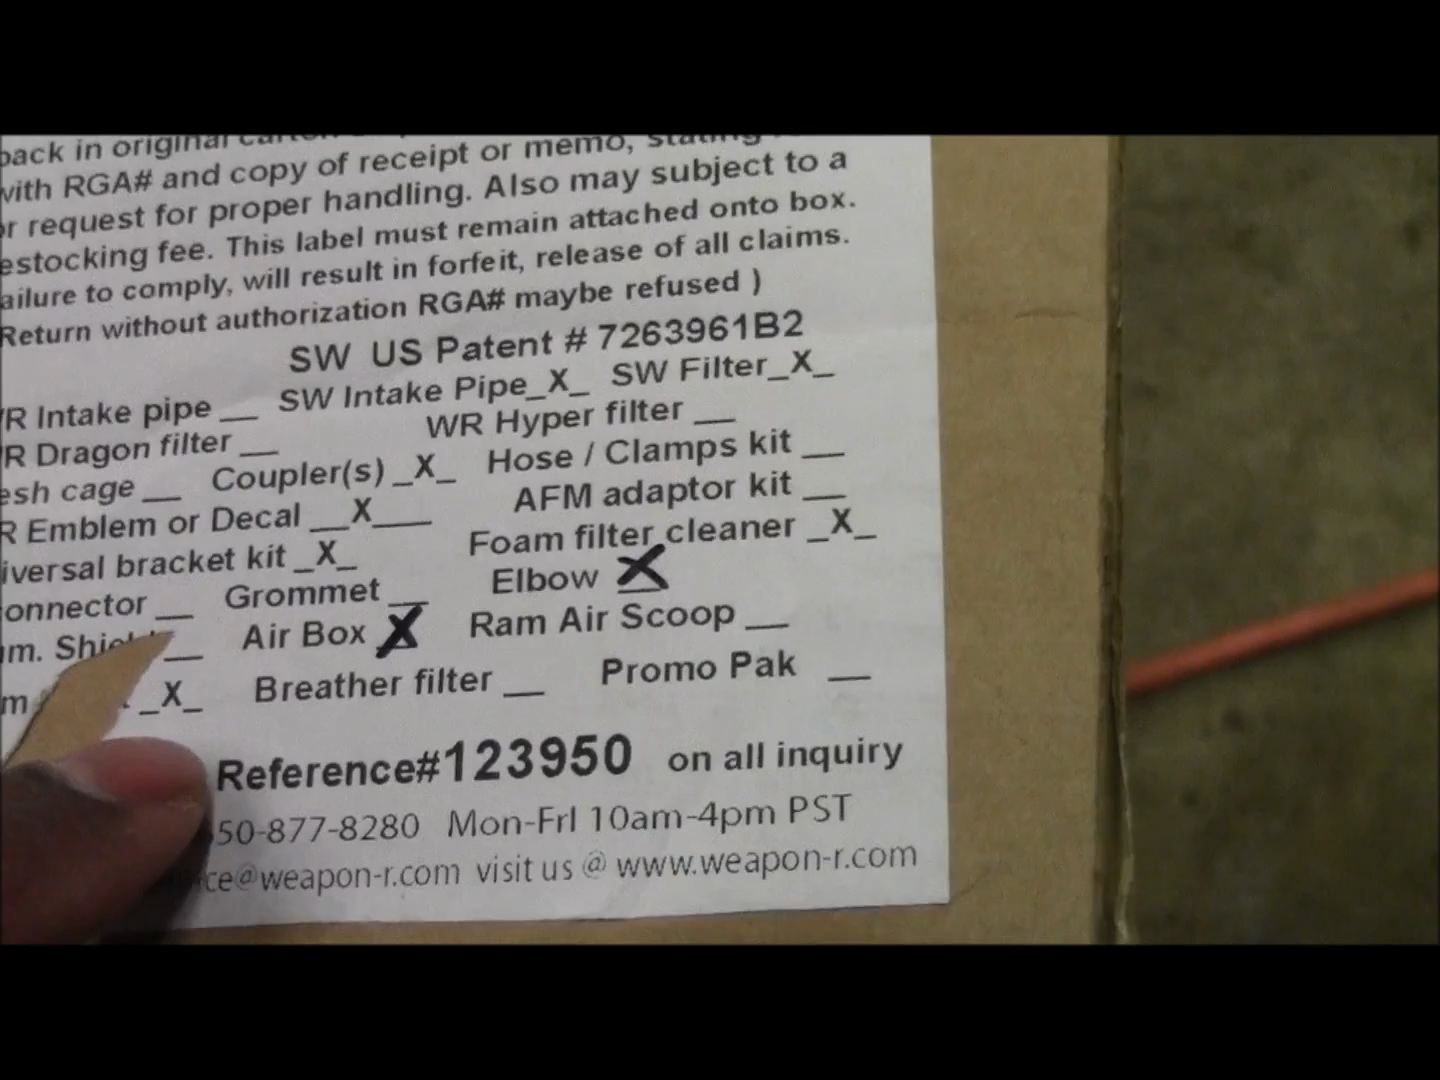 back in original
with RGA# and copy of receipt or memo, stating
request for proper handling. Also may subject to a
estocking fee. This label must remain attached onto box.
ailure to comply, will result in forfeit, release of all claims.
Return without authorization RGA# maybe refused )
SW US Patent # 7263961B2
R Intake pipe __ SW Intake Pipe_X_ SW Filter_X_
R Dragon filter __ WR Hyper filter __
esh cage __ Coupler(s) _X_ Hose / Clamps kit __
R Emblem or Decal __X___ AFM adaptor kit __
iversal bracket kit _X_ Foam filter cleaner _X_
onnector __ Grommet __ Elbow X
m. Shield __ Air Box X Ram Air Scoop __
_X_ Breather filter __ Promo Pak __
Reference#123950 on all inquiry
50-877-8280 Mon-FrI 10am-4pm PST
ice@weapon-r.com visit us @ www.weapon-r.com